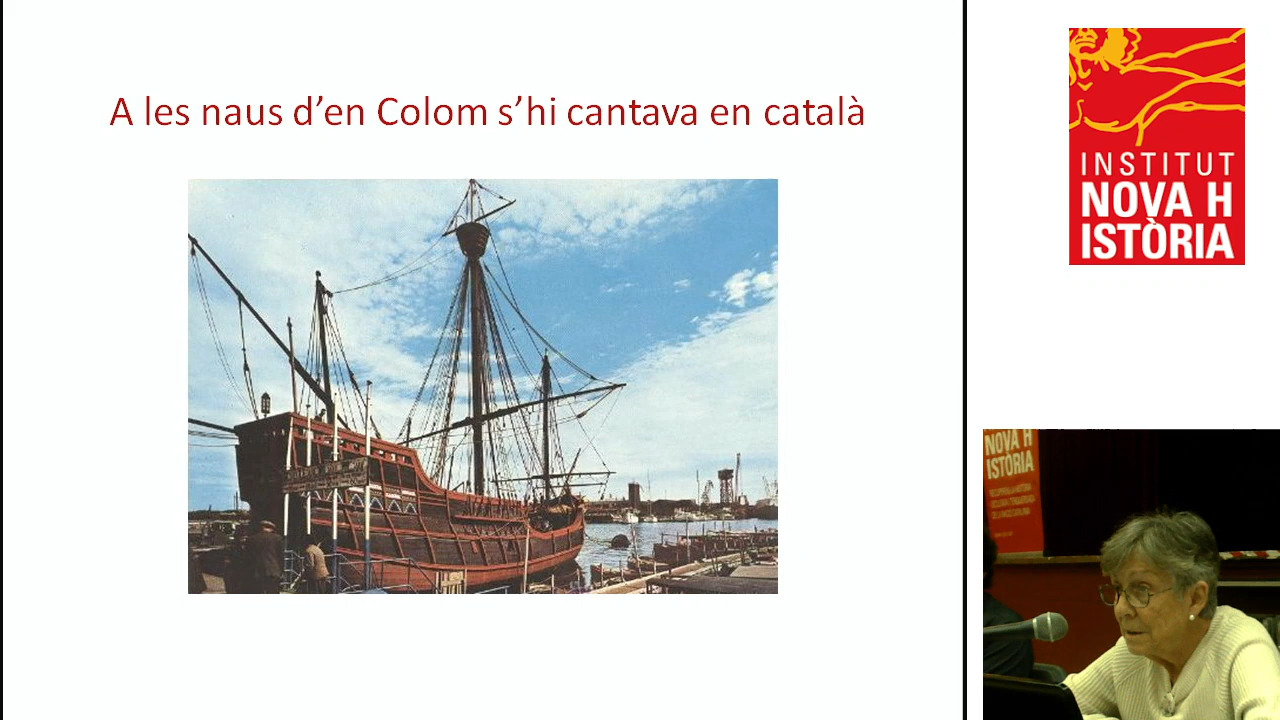 A les naus d’en Colom s’hi cantava en català
INSTITUT
NOVA H
ISTÒRIA
NOVA H
ISTÒRIA